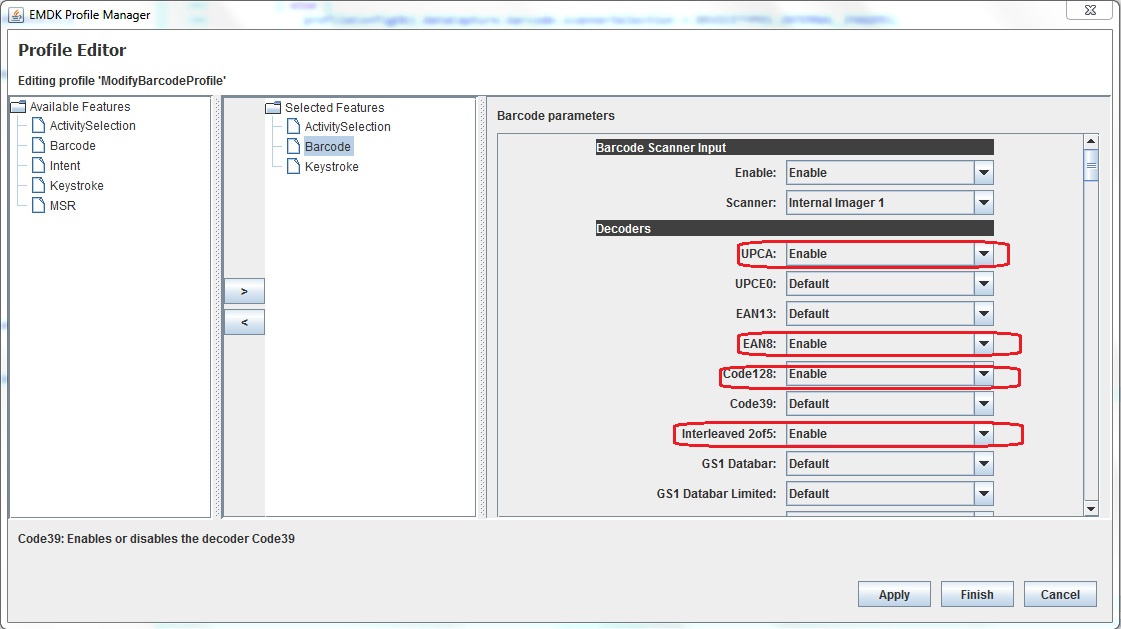 EMDK Profile Manager
Profile Editor
Editing profile 'ModifyBarcodeProfile'
Available Features
ActivitySelection
Barcode
Intent
Keystroke
MSR
>
<
Selected Features
ActivitySelection
Barcode
Keystroke
Barcode parameters
Barcode Scanner Input
Enable: Enable
Scanner: Internal Imager 1
Decoders
UPCA: Enable
UPCE0: Default
EAN13: Default
EAN8: Enable
Code128: Enable
Code39: Default
Interleaved 2of5: Enable
GS1 Databar: Default
GS1 Databar Limited: Default
Code39: Enables or disables the decoder Code39
Apply Finish Cancel